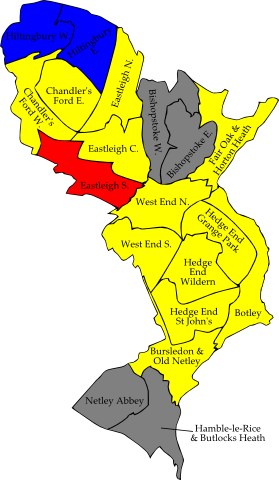 Hiltingbury W.
Hiltingbury
E.
Chandler's
Ford E.
Eastleigh N.
Chandler's
Ford W.
Eastleigh C.
Bishopstoke W.
Bishopstoke E.
Fair Oak &
Horton Heath
Eastleigh S.
West End N.
Hedge End
Grange Park
West End S.
Hedge
End
Wildern
Hedge End
St John's
Botley
Bursledon &
Old Netley
Netley Abbey
Hamble-le-Rice
& Butlocks Heath